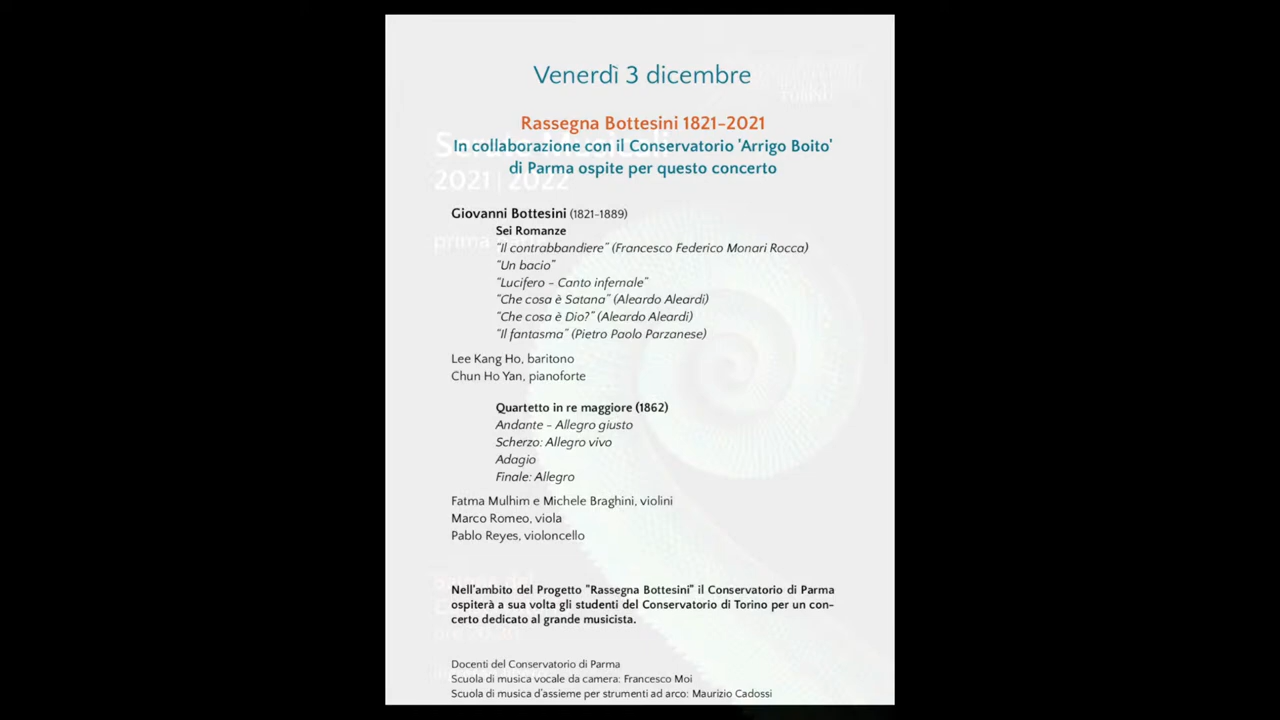 Venerdì 3 dicembre
TORINO
Rassegna Bottesini 1821-2021
Serate Musicali
In collaborazione con il Conservatorio 'Arrigo Boito'
di Parma ospite per questo concerto
2021 | 2022
Giovanni Bottesini (1821-1889)
Sei Romanze
prima parte
"Il contrabbandiere" (Francesco Federico Monari Rocca)
"Un bacio"
"Lucifero - Canto infernale"
"Che cosa è Satana" (Aleardo Aleardi)
"Che cosa è Dio?" (Aleardo Aleardi)
"Il fantasma" (Pietro Paolo Parzanese)
Lee Kang Ho, baritono
Chun Ho Yan, pianoforte
Quartetto in re maggiore (1862)
Andante - Allegro giusto
Scherzo: Allegro vivo
Adagio
Finale: Allegro
Fatma Mulhim e Michele Braghini, violini
Marco Romeo, viola
Pablo Reyes, violoncello
Nell'ambito del Progetto "Rassegna Bottesini" il Conservatorio di Parma
ospiterà a sua volta gli studenti del Conservatorio di Torino per un con-
certo dedicato al grande musicista.
Docenti del Conservatorio di Parma
Scuola di musica vocale da camera: Francesco Moi
Scuola di musica d'assieme per strumenti ad arco: Maurizio Cadossi